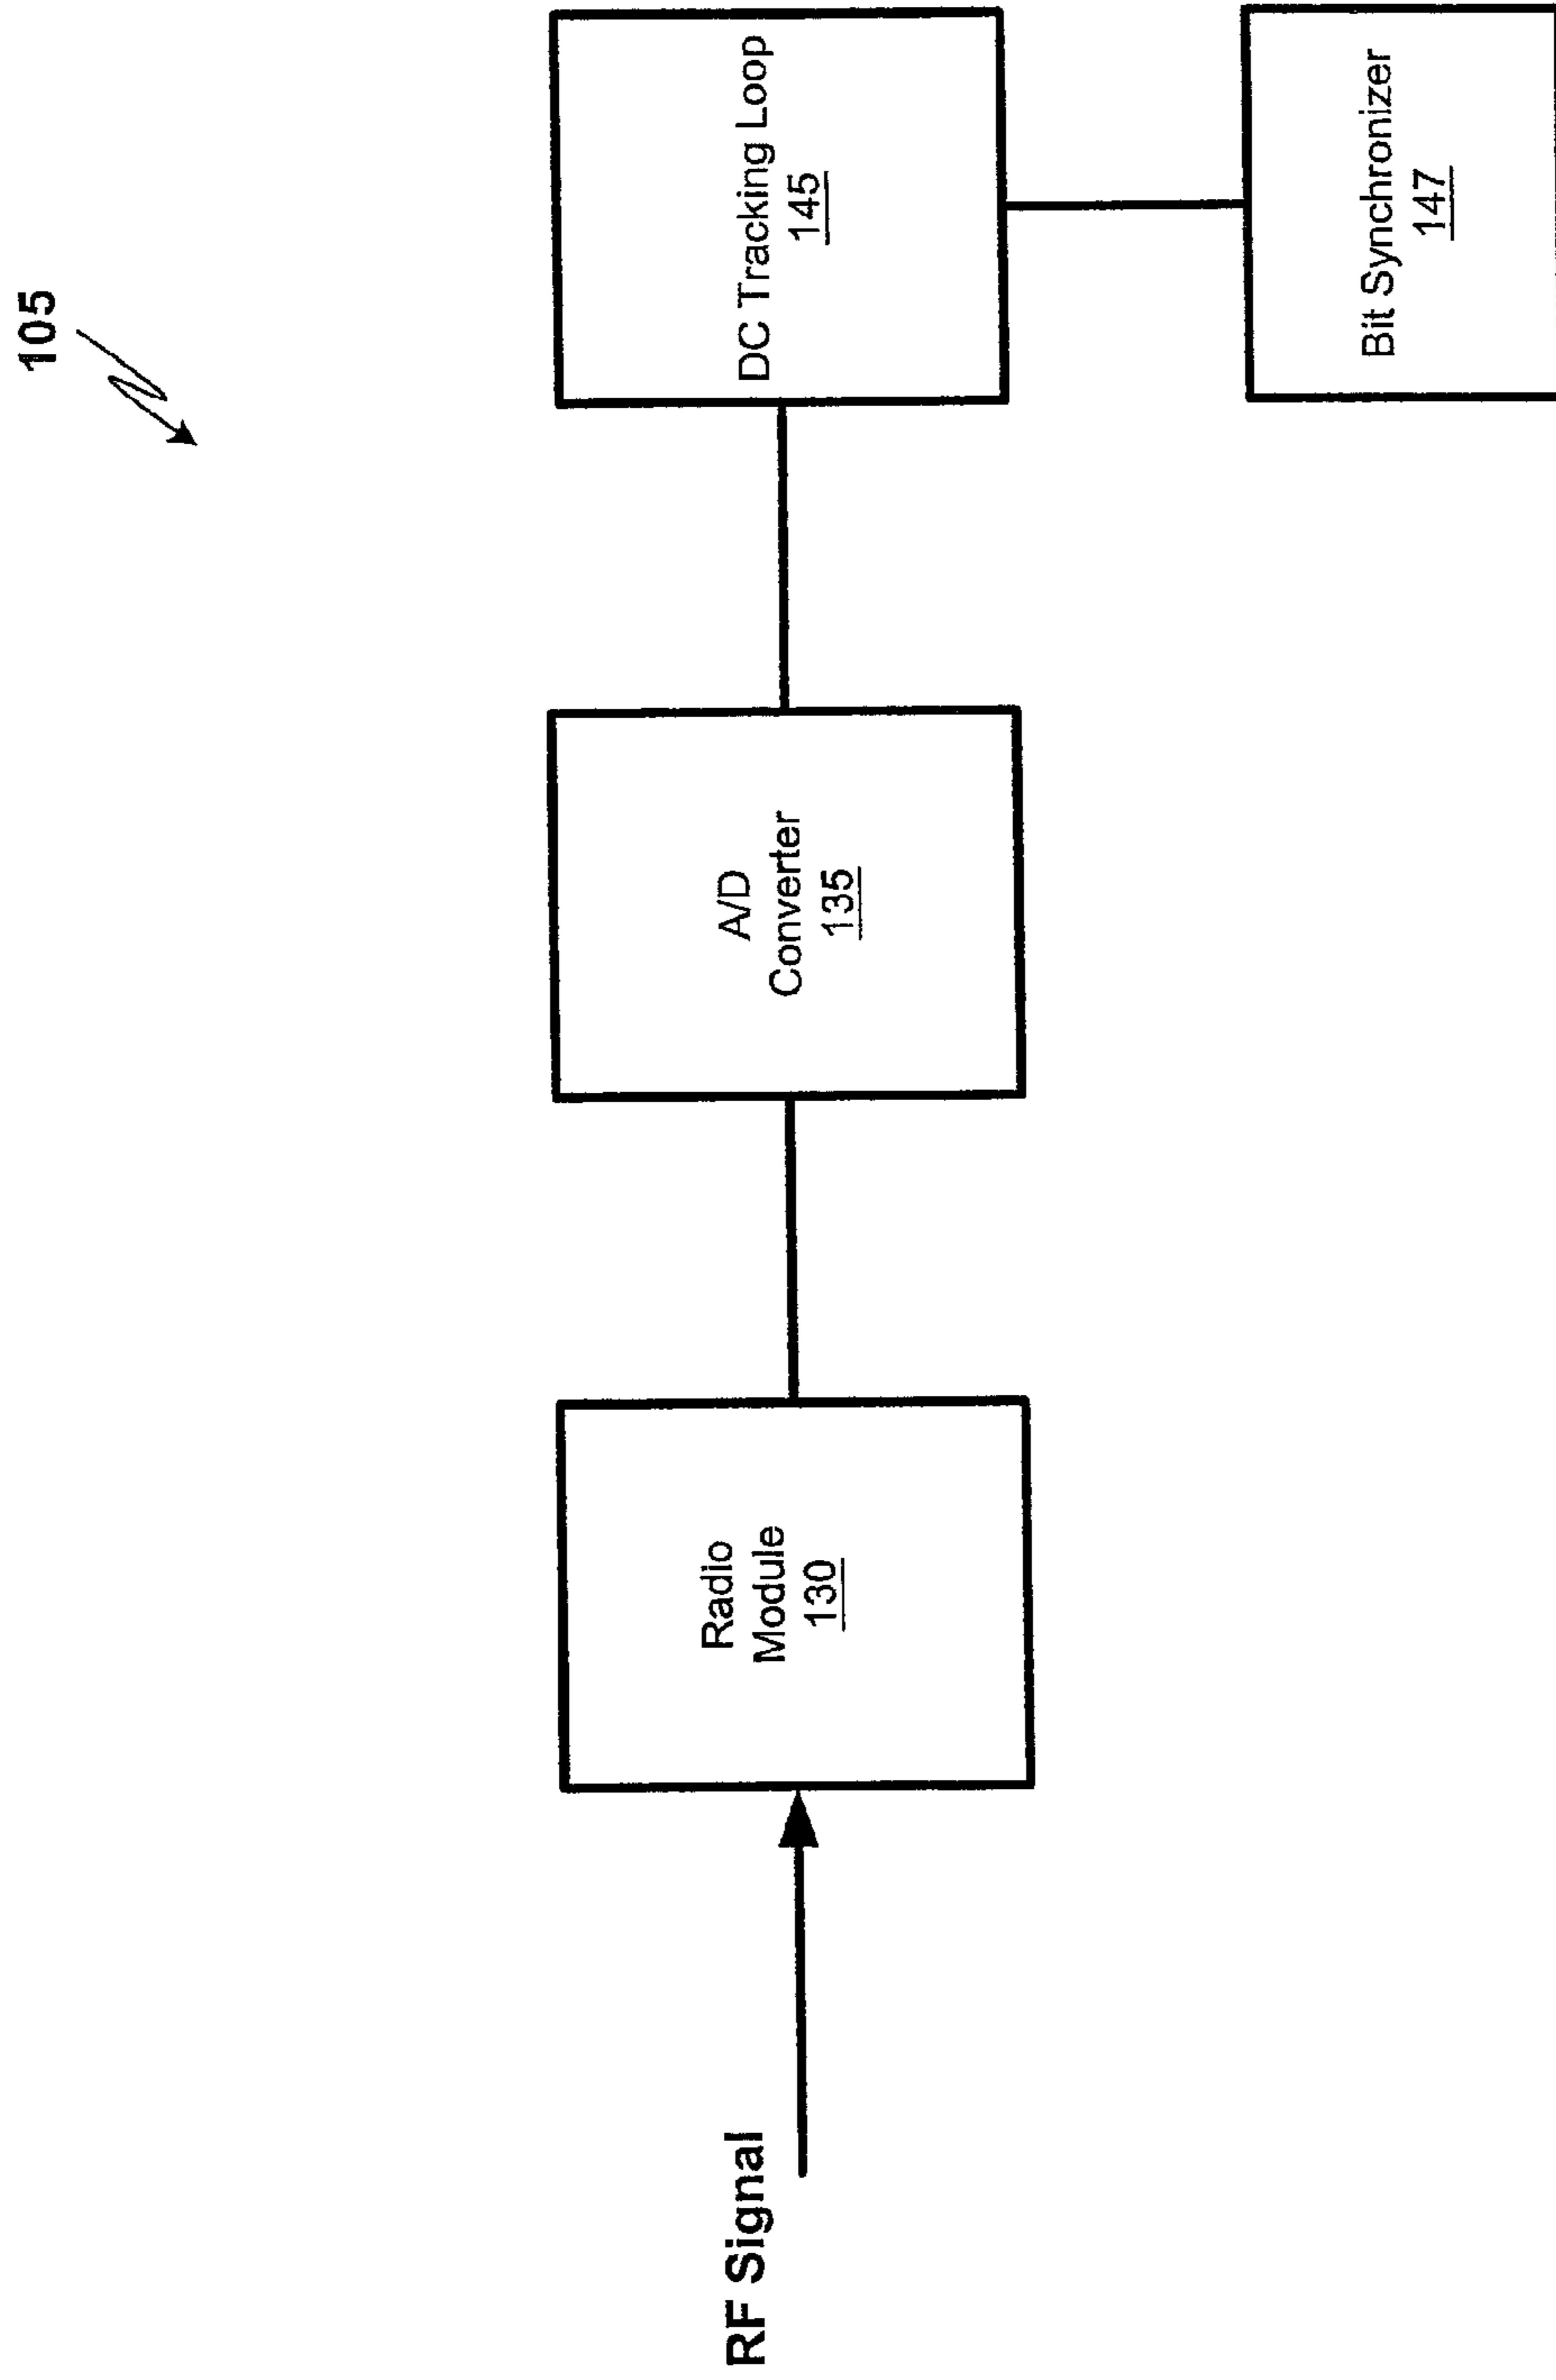 105
RF Signal
Radio
Module
130
A/D
Converter
135
DC Tracking Loop
145
Bit Synchronizer
147